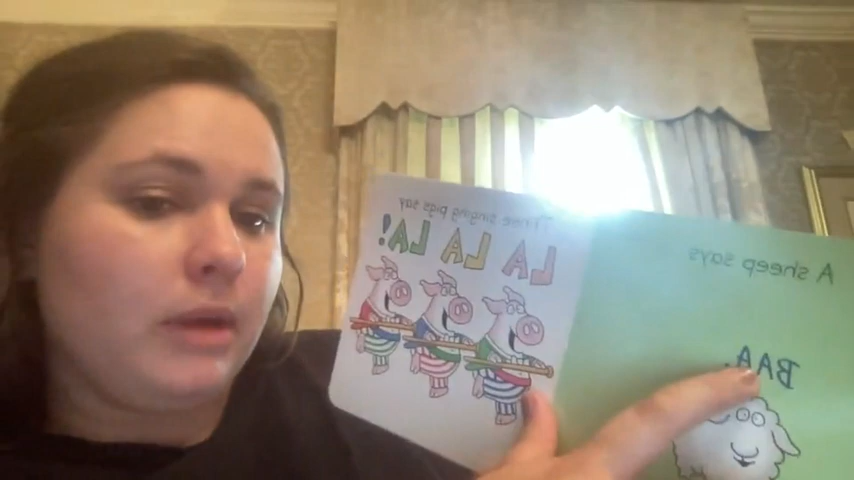 A sheep says
BAA.
Three singing pigs say
LA LA LA!